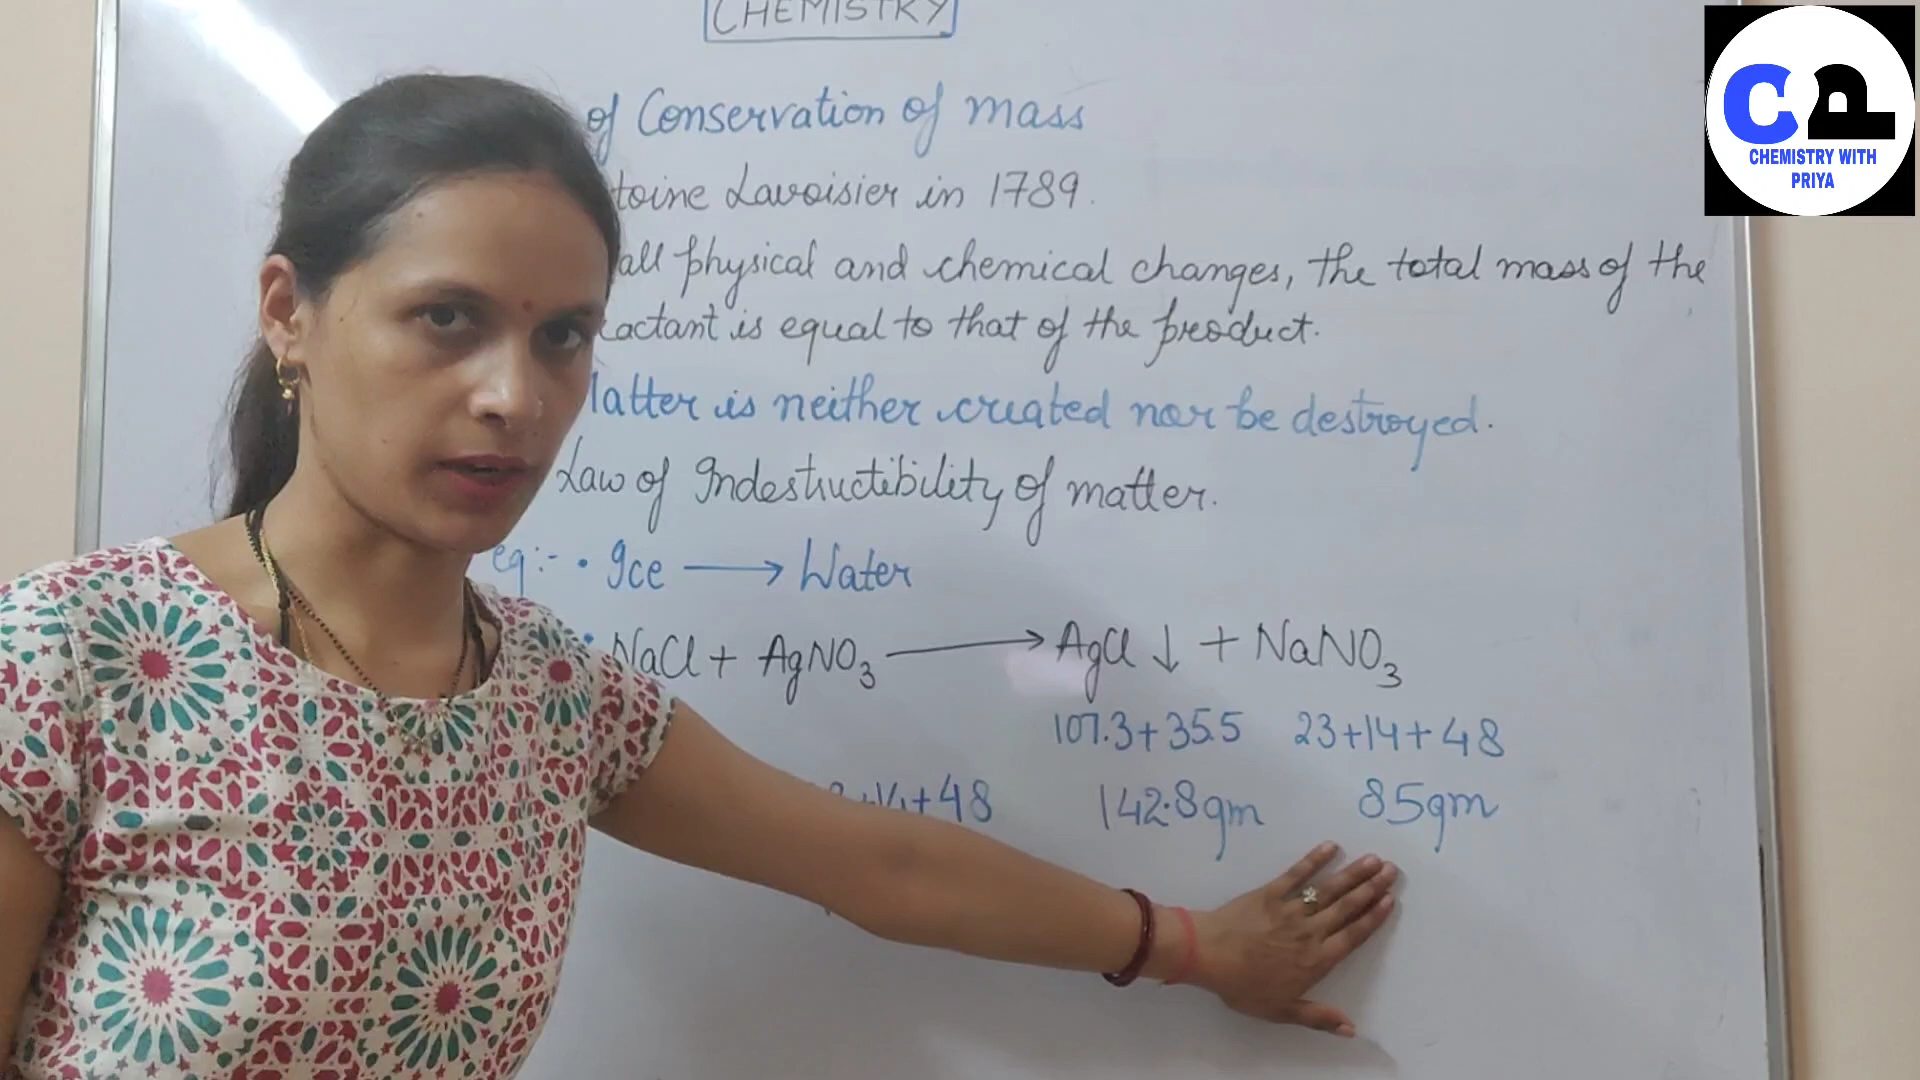 CHEMISTRY
of Conservation of mass
toine Lavoisier in 1789.
all physical and chemical changes, the total mass of the
actant is equal to that of the product.
Matter is neither created nor be destroyed.
Law of Indestructibility of matter.
eg:- • Ice → Water
• NaCl + AgNO3 → AgCl ↓ + NaNO3
107.3+35.5 23+14+48
+14+48 142.8gm 85gm
CP
CHEMISTRY WITH
PRIYA